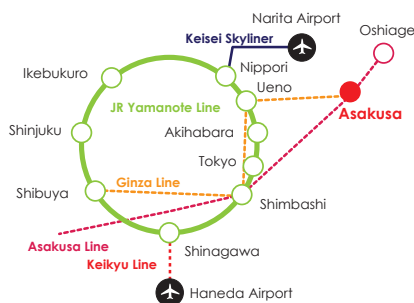 Narita Airport
Oshiage
Keisei Skyliner
Nippori
Ikebukuro
Ueno
JR Yamanote Line
Asakusa
Shinjuku
Akihabara
Tokyo
Ginza Line
Shibuya
Shimbashi
Asakusa Line
Shinagawa
Keikyu Line
Haneda Airport